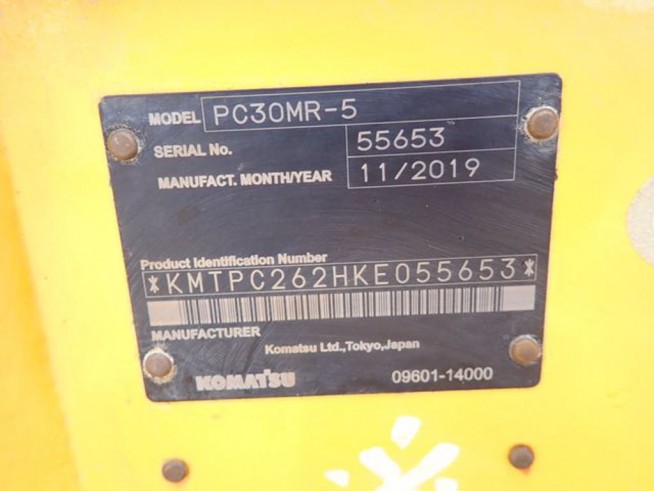 MODEL PC30MR-5
SERIAL No. 55653
MANUFACT. MONTH/YEAR 11/2019
Product Identification Number
*KMTPC262HKE055653*
MANUFACTURER
Komatsu Ltd.,Tokyo,Japan
KOMATSU 09601-14000